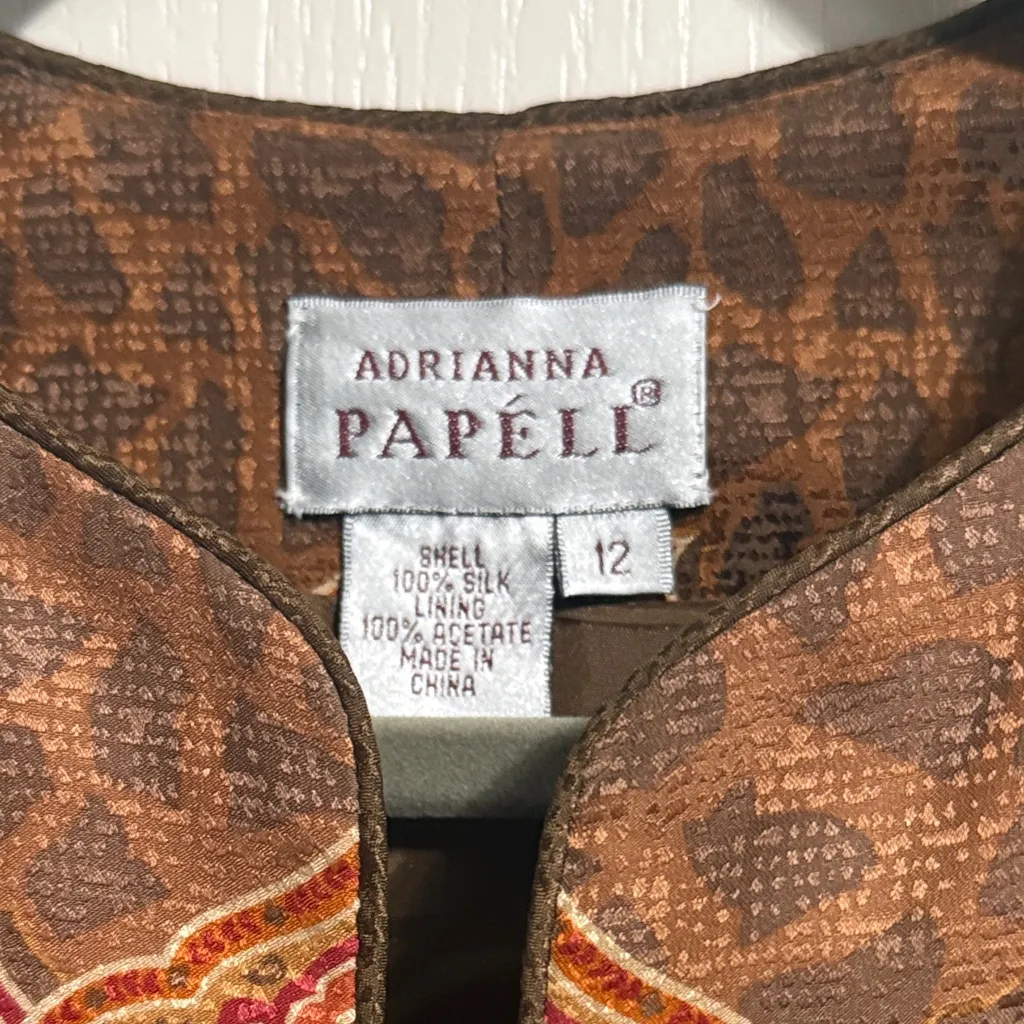 ADRIANNA
PAPÉLL®
SHELL
100% SILK
LINING
100% ACETATE
MADE IN
CHINA
12